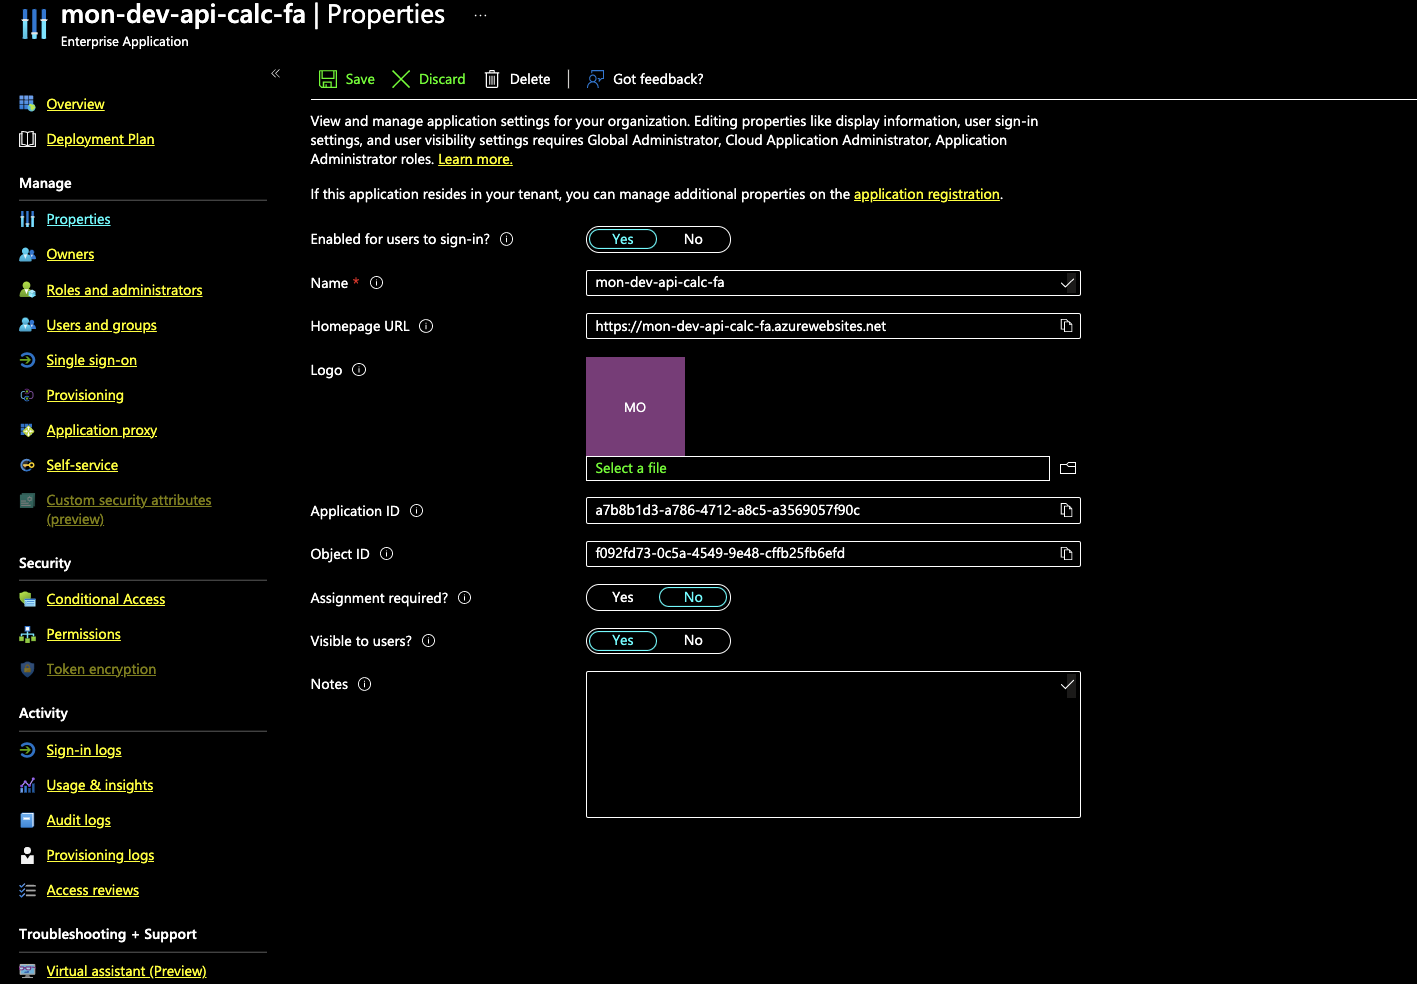 mon-dev-api-calc-fa | Properties ...
Enterprise Application
«
Overview
Deployment Plan
Manage
Properties
Owners
Roles and administrators
Users and groups
Single sign-on
Provisioning
Application proxy
Self-service
Custom security attributes
(preview)
Security
Conditional Access
Permissions
Token encryption
Activity
Sign-in logs
Usage & insights
Audit logs
Provisioning logs
Access reviews
Troubleshooting + Support
Virtual assistant (Preview)
Save Discard Delete | Got feedback?
View and manage application settings for your organization. Editing properties like display information, user sign-in
settings, and user visibility settings requires Global Administrator, Cloud Application Administrator, Application
Administrator roles. Learn more.
If this application resides in your tenant, you can manage additional properties on the application registration.
Enabled for users to sign-in? Yes No
Name * mon-dev-api-calc-fa
Homepage URL https://mon-dev-api-calc-fa.azurewebsites.net
Logo
MO
Select a file
Application ID a7b8b1d3-a786-4712-a8c5-a3569057f90c
Object ID f092fd73-0c5a-4549-9e48-cffb25fb6efd
Assignment required? Yes No
Visible to users? Yes No
Notes